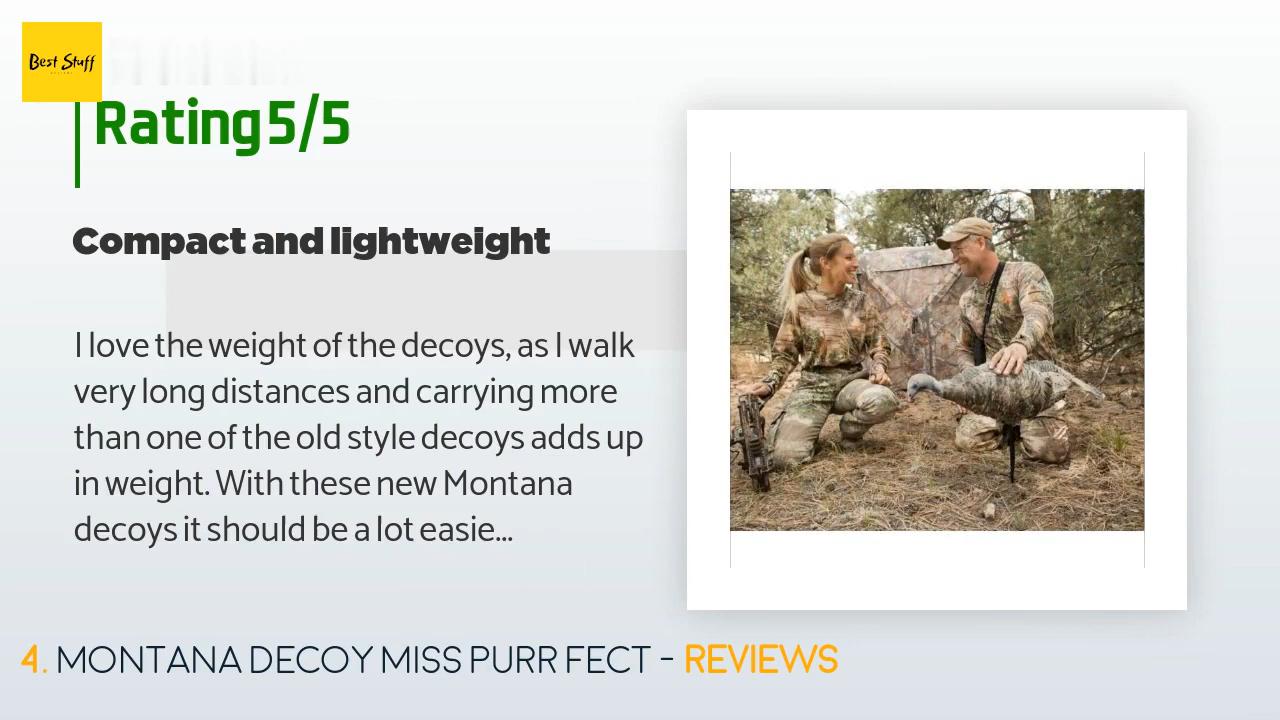 Best Stuff
Rating 5/5
Compact and lightweight
I love the weight of the decoys, as I walk
very long distances and carrying more
than one of the old style decoys adds up
in weight. With these new Montana
decoys it should be a lot easie...
4. MONTANA DECOY MISS PURR FECT - REVIEWS